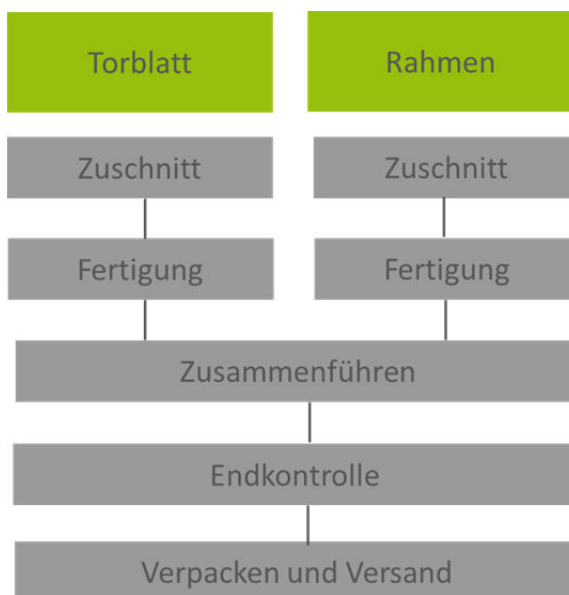 Torblatt
Rahmen
Zuschnitt
Zuschnitt
Fertigung
Fertigung
Zusammenführen
Endkontrolle
Verpacken und Versand